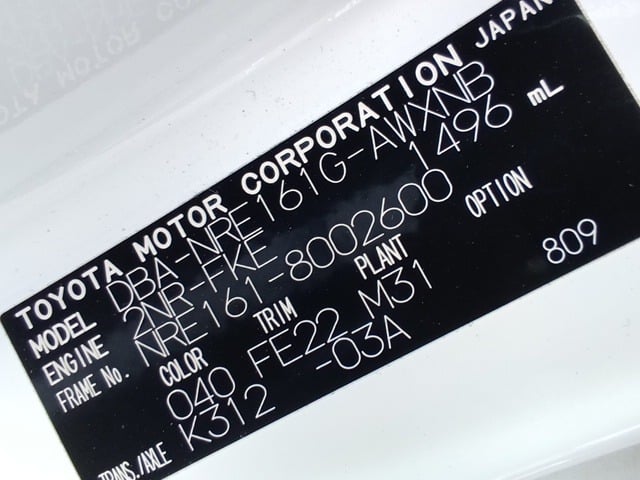 TOYOTA MOTOR CORPORATION JAPAN
MODEL DBA-NRE161G-AWXNB
ENGINE 2NR-FKE 1496 mL
FRAME No. NRE161-8002600
COLOR TRIM PLANT OPTION
040 FE22 M31 809
TRANS./AXLE K312 -03A